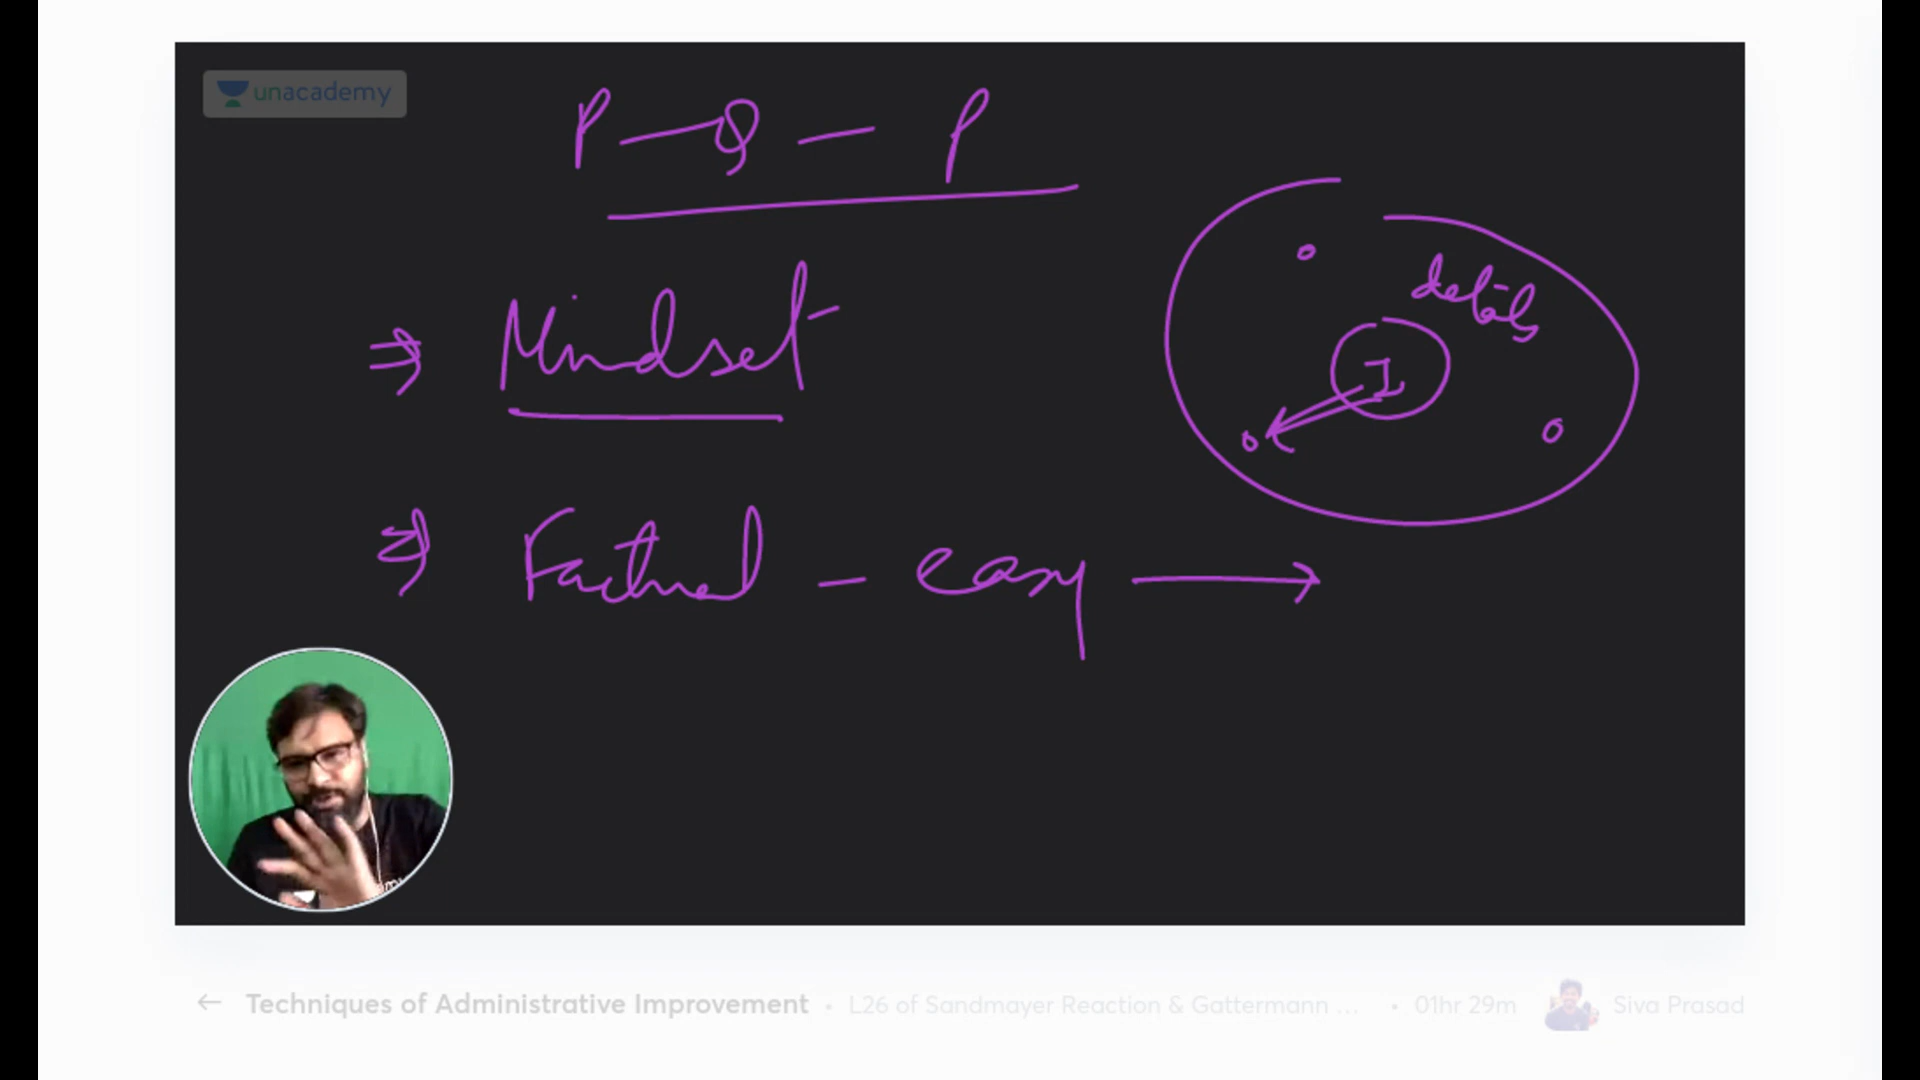 unacademy
P — Q — P
details
I
⇒ Mindset
⇒ Factual – easy →
← Techniques of Administrative Improvement • L26 of Sandmayer Reaction & Gattermann ... • 01hr 29m Siva Prasad